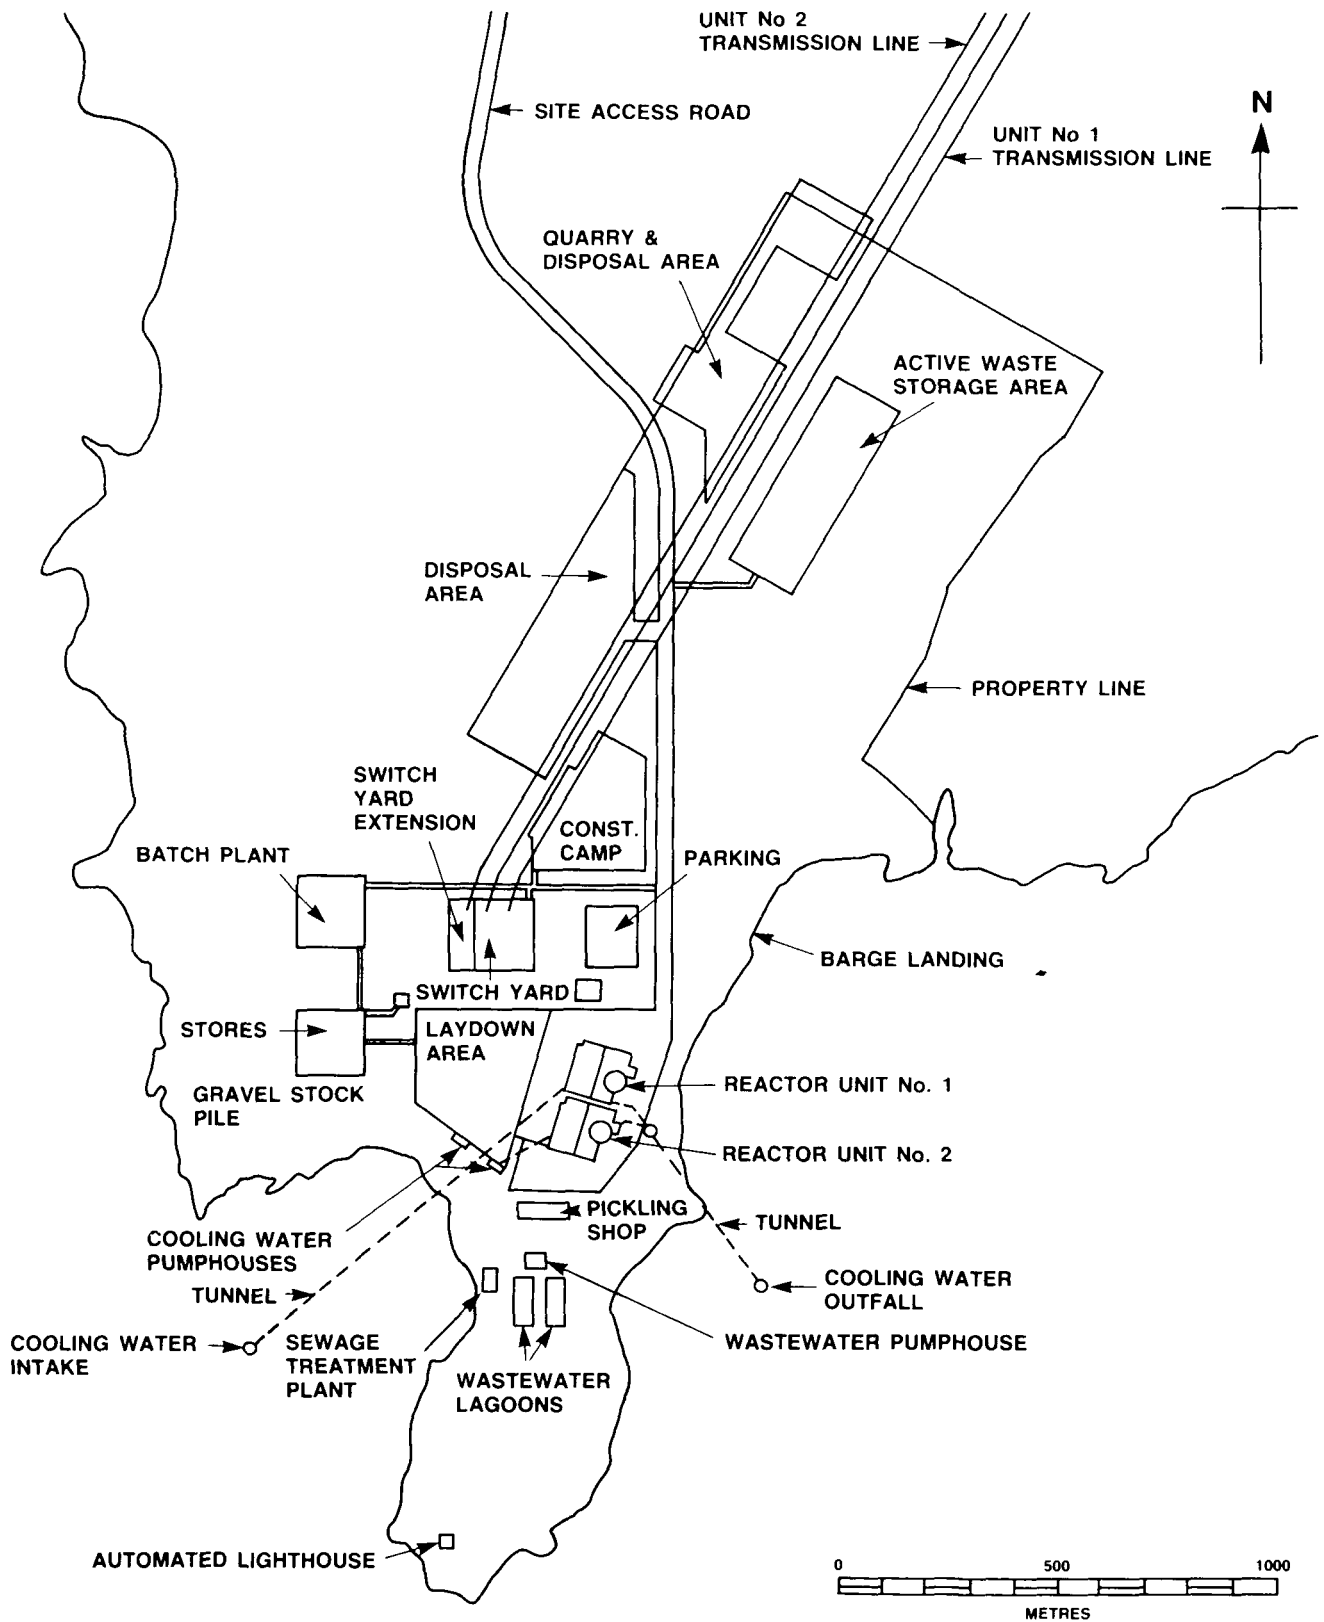 UNIT No 2
TRANSMISSION LINE
SITE ACCESS ROAD
N
UNIT No 1
TRANSMISSION LINE
QUARRY &
DISPOSAL AREA
ACTIVE WASTE
STORAGE AREA
DISPOSAL
AREA
PROPERTY LINE
SWITCH
YARD
EXTENSION
CONST.
CAMP
BATCH PLANT
PARKING
BARGE LANDING
SWITCH YARD
STORES
LAYDOWN
AREA
GRAVEL STOCK
PILE
REACTOR UNIT No. 1
REACTOR UNIT No. 2
PICKLING
SHOP
TUNNEL
COOLING WATER
PUMPHOUSES
TUNNEL
COOLING WATER
OUTFALL
COOLING WATER
INTAKE
SEWAGE
TREATMENT
PLANT
WASTEWATER PUMPHOUSE
WASTEWATER
LAGOONS
AUTOMATED LIGHTHOUSE
0 500 1000
METRES